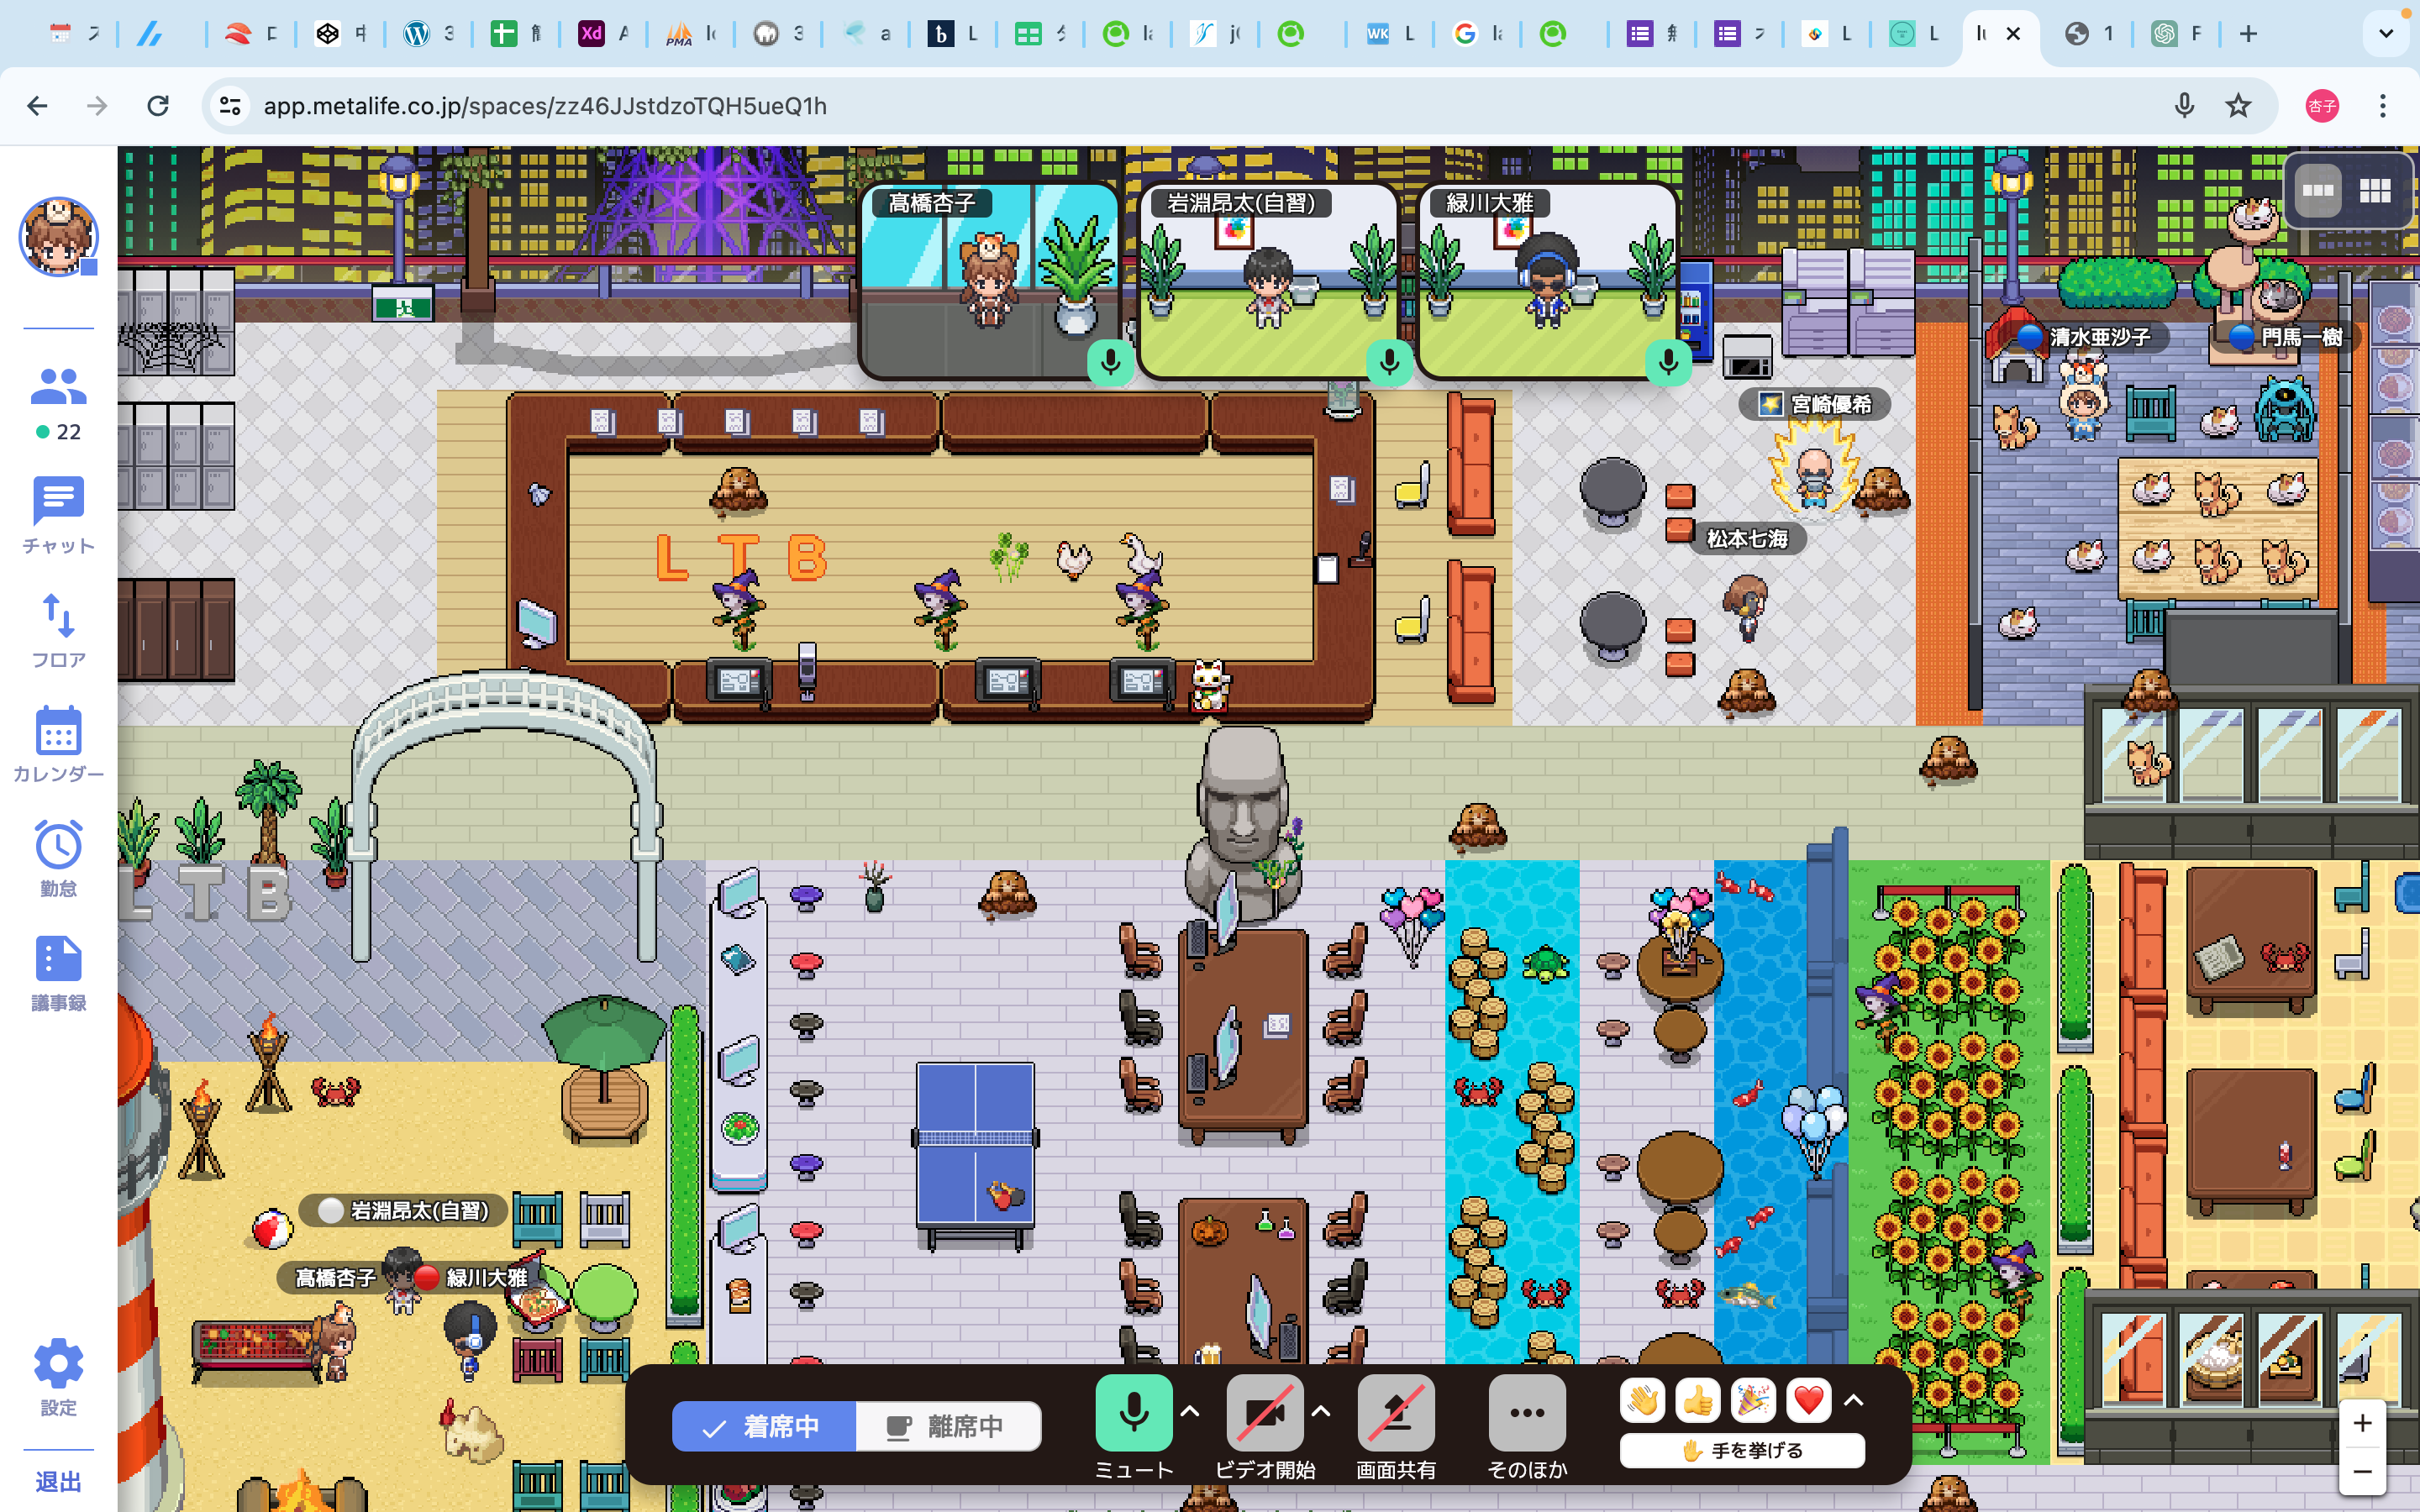 app.metalife.co.jp/spaces/zz46JJstdzoTQH5ueQ1h
杏子
髙橋杏子
岩淵昂太(自習)
緑川大雅
清水亜沙子
門馬一樹
宮崎優希
松本七海
22
チャット
フロア
カレンダー
勤怠
議事録
設定
退出
L T B
L T B
岩淵昂太(自習)
髙橋杏子
緑川大雅
着席中
離席中
ミュート
ビデオ開始
画面共有
そのほか
手を挙げる